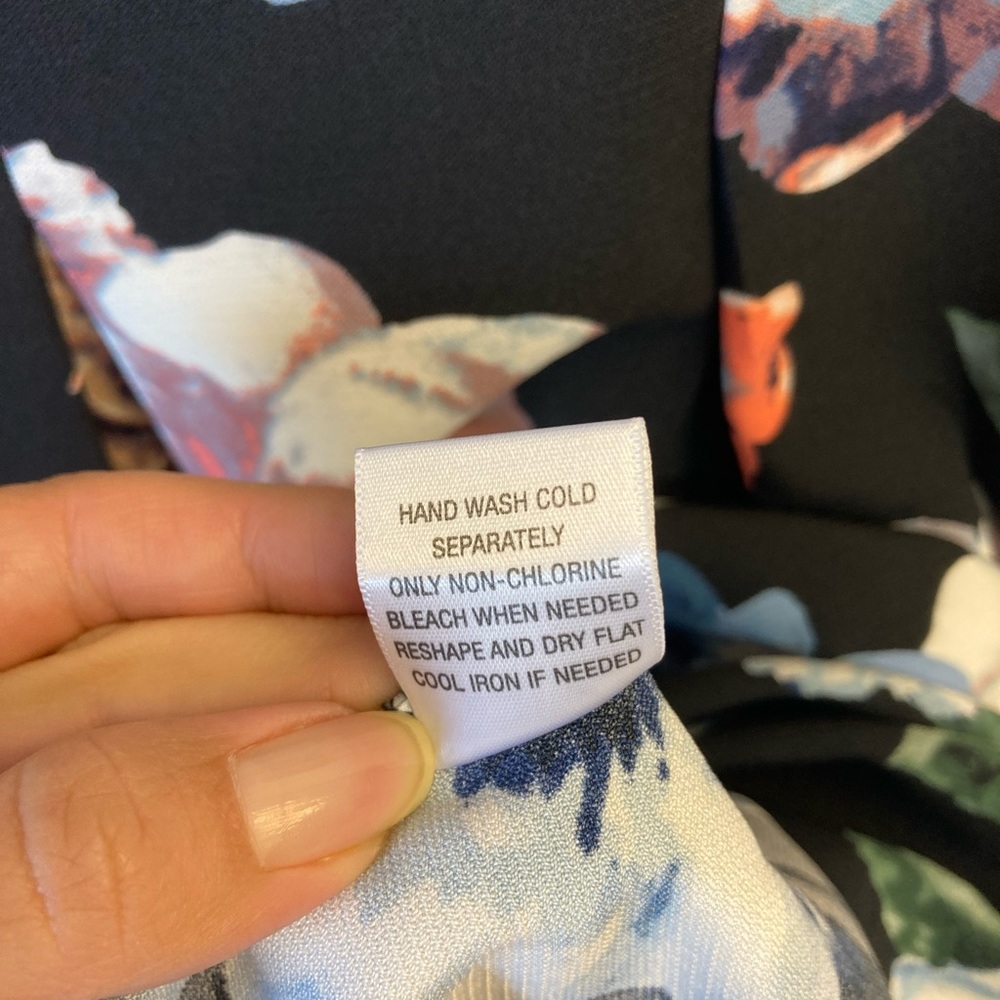 HAND WASH COLD
SEPARATELY
ONLY NON-CHLORINE
BLEACH WHEN NEEDED
RESHAPE AND DRY FLAT
COOL IRON IF NEEDED